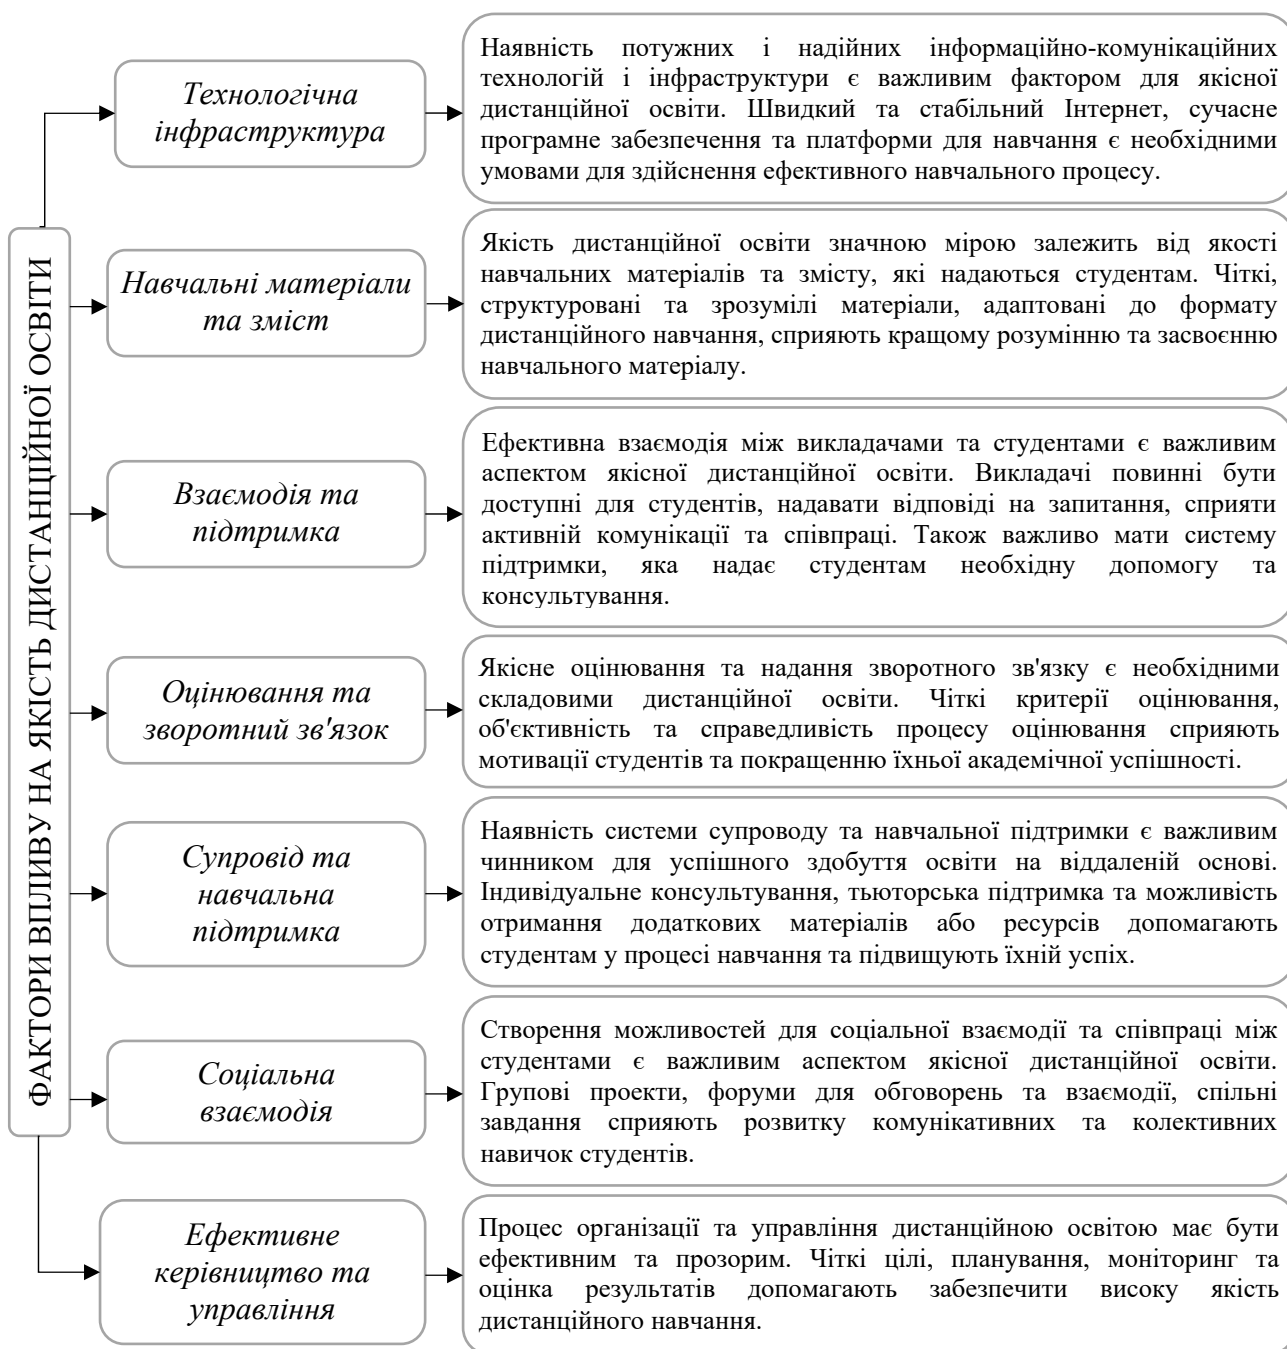 ФАКТОРИ ВПЛИВУ НА ЯКІСТЬ ДИСТАНЦІЙНОЇ ОСВІТИ
Технологічна
інфраструктура
Наявність потужних і надійних інформаційно-комунікаційних
технологій і інфраструктури є важливим фактором для якісної
дистанційної освіти. Швидкий та стабільний Інтернет, сучасне
програмне забезпечення та платформи для навчання є необхідними
умовами для здійснення ефективного навчального процесу.
Навчальні матеріали
та зміст
Якість дистанційної освіти значною мірою залежить від якості
навчальних матеріалів та змісту, які надаються студентам. Чіткі,
структуровані та зрозумілі матеріали, адаптовані до формату
дистанційного навчання, сприяють кращому розумінню та засвоєнню
навчального матеріалу.
Взаємодія та
підтримка
Ефективна взаємодія між викладачами та студентами є важливим
аспектом якісної дистанційної освіти. Викладачі повинні бути
доступні для студентів, надавати відповіді на запитання, сприяти
активній комунікації та співпраці. Також важливо мати систему
підтримки, яка надає студентам необхідну допомогу та
консультування.
Оцінювання та
зворотний зв'язок
Якісне оцінювання та надання зворотного зв'язку є необхідними
складовими дистанційної освіти. Чіткі критерії оцінювання,
об'єктивність та справедливість процесу оцінювання сприяють
мотивації студентів та покращенню їхньої академічної успішності.
Супровід та
навчальна
підтримка
Наявність системи супроводу та навчальної підтримки є важливим
чинником для успішного здобуття освіти на віддаленій основі.
Індивідуальне консультування, тьюторська підтримка та можливість
отримання додаткових матеріалів або ресурсів допомагають
студентам у процесі навчання та підвищують їхній успіх.
Соціальна
взаємодія
Створення можливостей для соціальної взаємодії та співпраці між
студентами є важливим аспектом якісної дистанційної освіти.
Групові проекти, форуми для обговорень та взаємодії, спільні
завдання сприяють розвитку комунікативних та колективних
навичок студентів.
Ефективне
керівництво та
управління
Процес організації та управління дистанційною освітою має бути
ефективним та прозорим. Чіткі цілі, планування, моніторинг та
оцінка результатів допомагають забезпечити високу якість
дистанційного навчання.